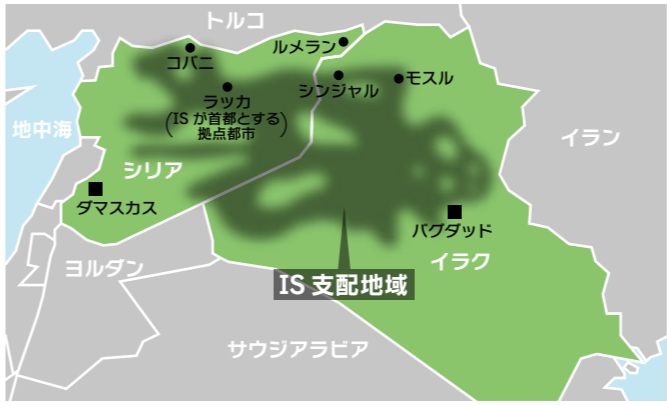 トルコ
ルメラン
コバニ
シンジャル
モスル
ラッカ
(ISが首都とする
拠点都市)
地中海
イラン
シリア
ダマスカス
バグダッド
ヨルダン
イラク
IS支配地域
サウジアラビア